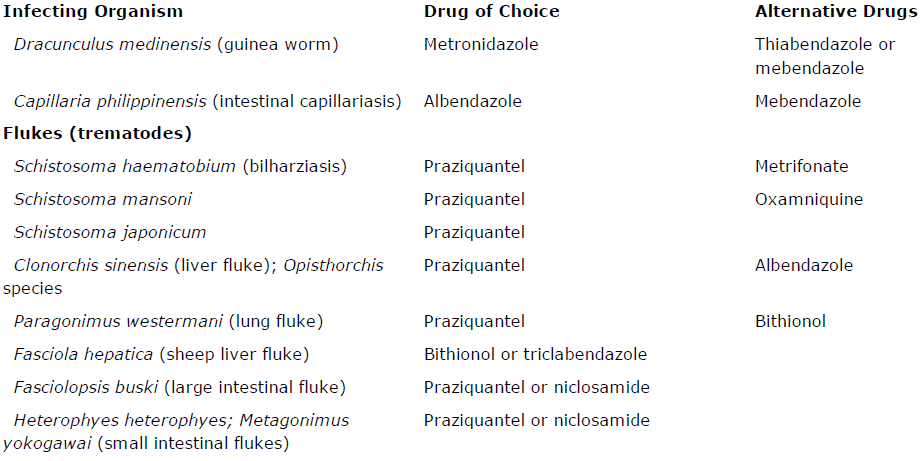 Infecting Organism Drug of Choice Alternative Drugs
Dracunculus medinensis (guinea worm) Metronidazole Thiabendazole or
mebendazole
Capillaria philippinensis (intestinal capillariasis) Albendazole Mebendazole
Flukes (trematodes)
Schistosoma haematobium (bilharziasis) Praziquantel Metrifonate
Schistosoma mansoni Praziquantel Oxamniquine
Schistosoma japonicum Praziquantel
Clonorchis sinensis (liver fluke); Opisthorchis Praziquantel Albendazole
species
Paragonimus westermani (lung fluke) Praziquantel Bithionol
Fasciola hepatica (sheep liver fluke) Bithionol or triclabendazole
Fasciolopsis buski (large intestinal fluke) Praziquantel or niclosamide
Heterophyes heterophyes; Metagonimus Praziquantel or niclosamide
yokogawai (small intestinal flukes)